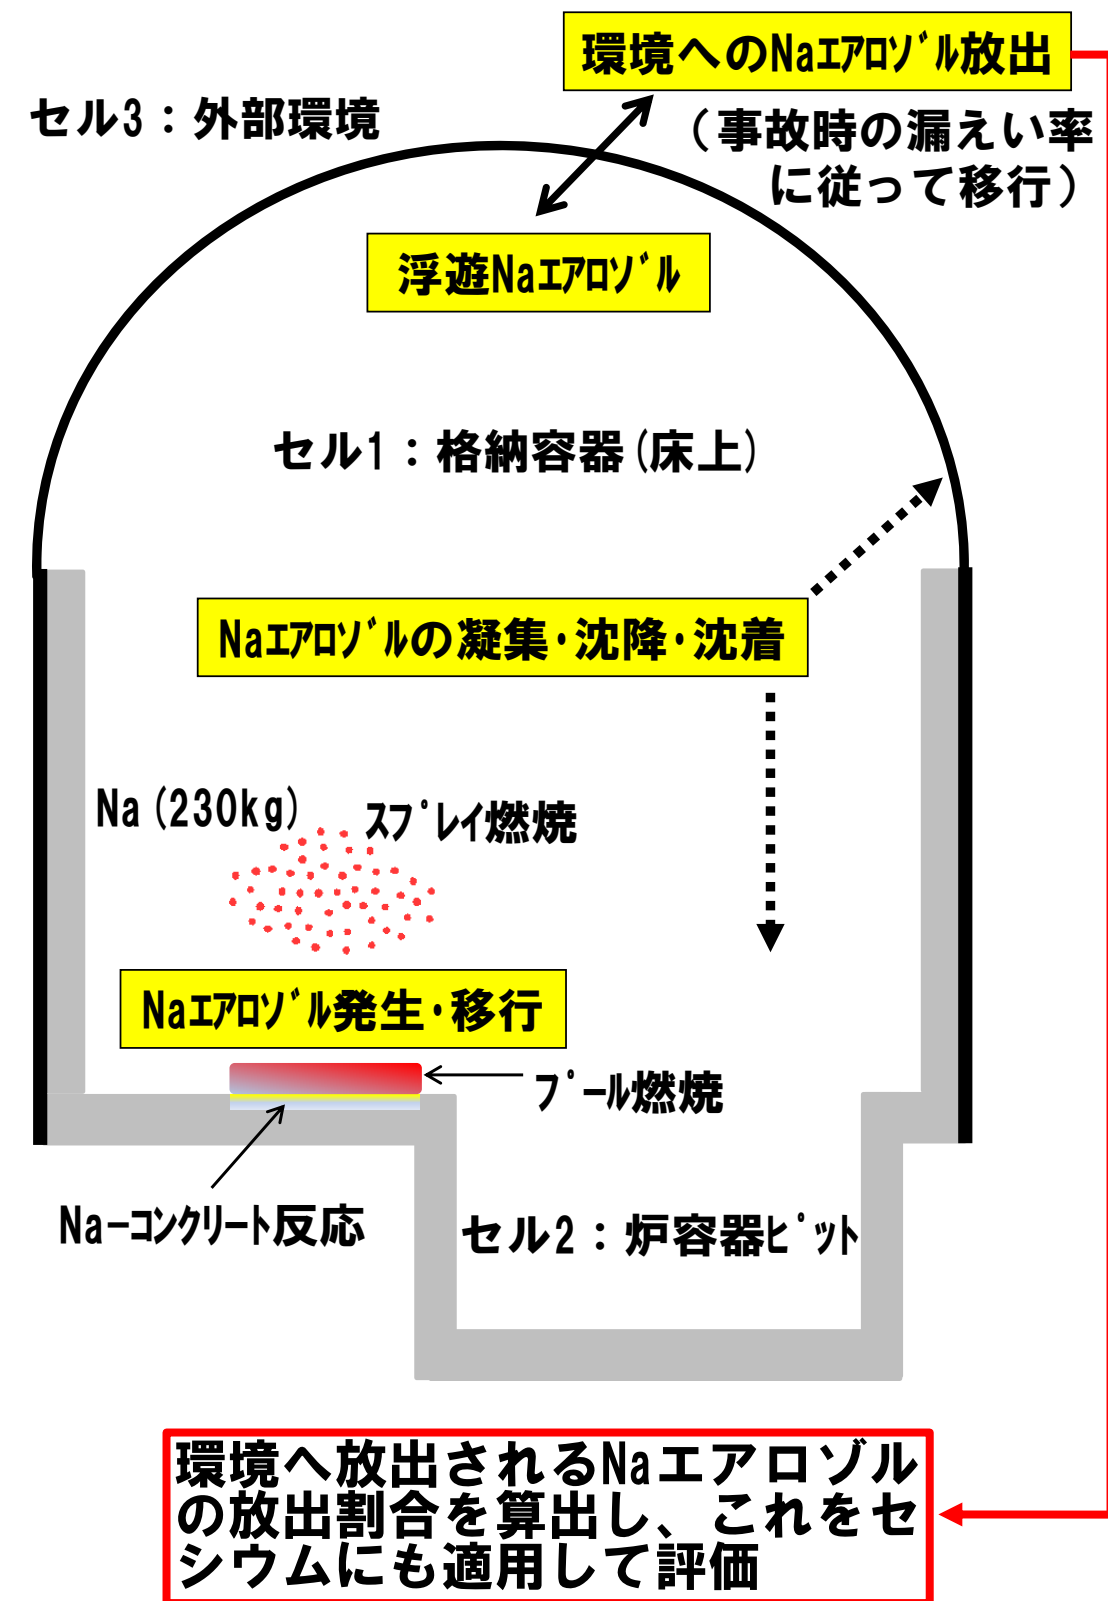 環境へのNaｴｱﾛｿﾞﾙ放出
セル3：外部環境
（事故時の漏えい率
に従って移行）
浮遊Naｴｱﾛｿﾞﾙ
セル1：格納容器(床上)
Naｴｱﾛｿﾞﾙの凝集･沈降･沈着
Na(230kg)
ｽﾌﾟﾚｲ燃焼
Naｴｱﾛｿﾞﾙ発生･移行
ﾌﾟｰﾙ燃焼
Na-ｺﾝｸﾘｰﾄ反応
セル2：炉容器ﾋﾟｯﾄ
環境へ放出されるNaエアロゾル
の放出割合を算出し、これをセ
シウムにも適用して評価